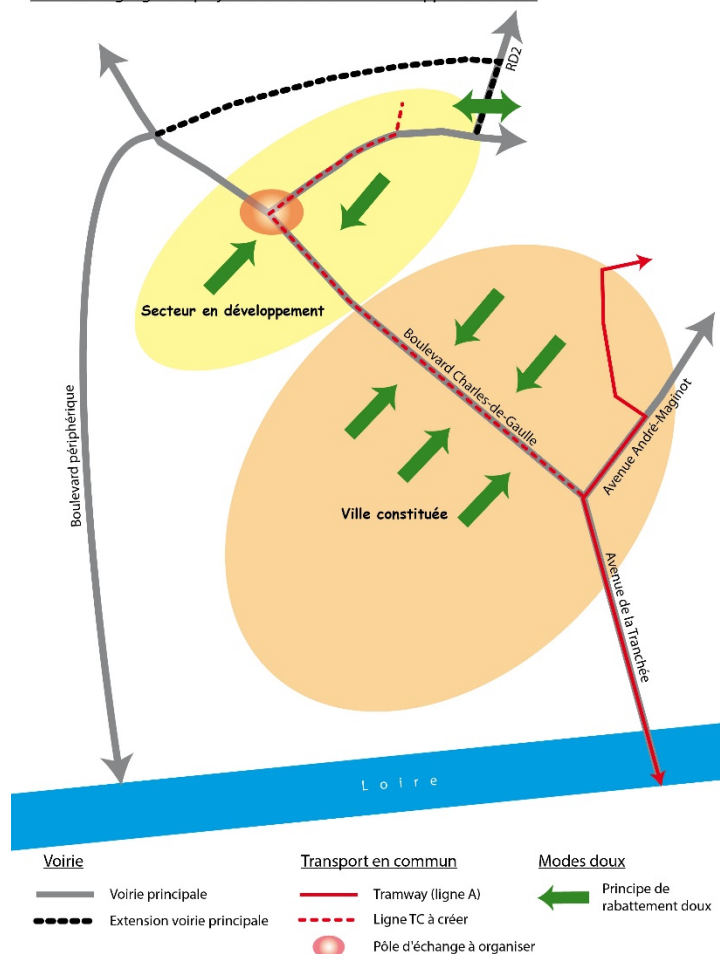 RD2
Secteur en développement
Boulevard périphérique
Boulevard Charles-de-Gaulle
Avenue André-Maginot
Ville constituée
Avenue de la Tranchée
Loire
Voirie
Voirie principale
Extension voirie principale
Transport en commun
Tramway (ligne A)
Ligne TC à créer
Pôle d'échange à organiser
Modes doux
Principe de
rabattement doux